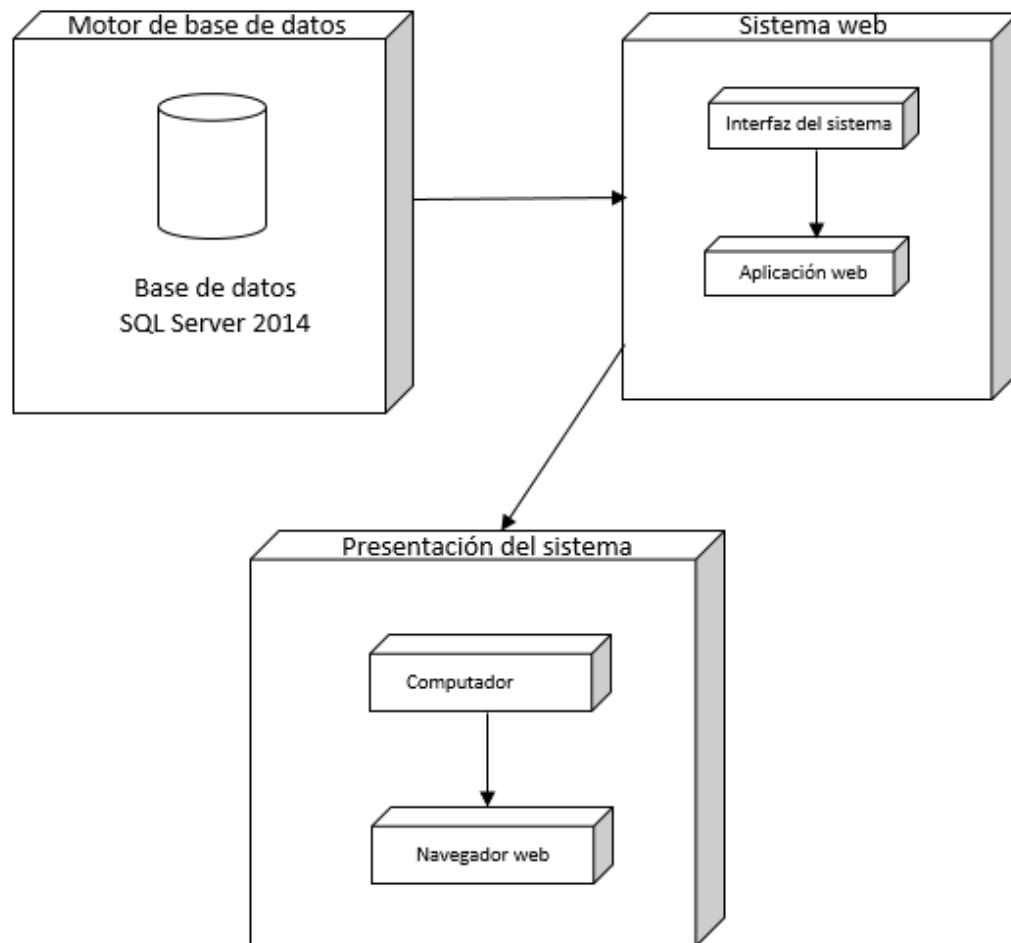 Motor de base de datos
Base de datos
SQL Server 2014
Sistema web
Interfaz del sistema
Aplicación web
Presentación del sistema
Computador
Navegador web